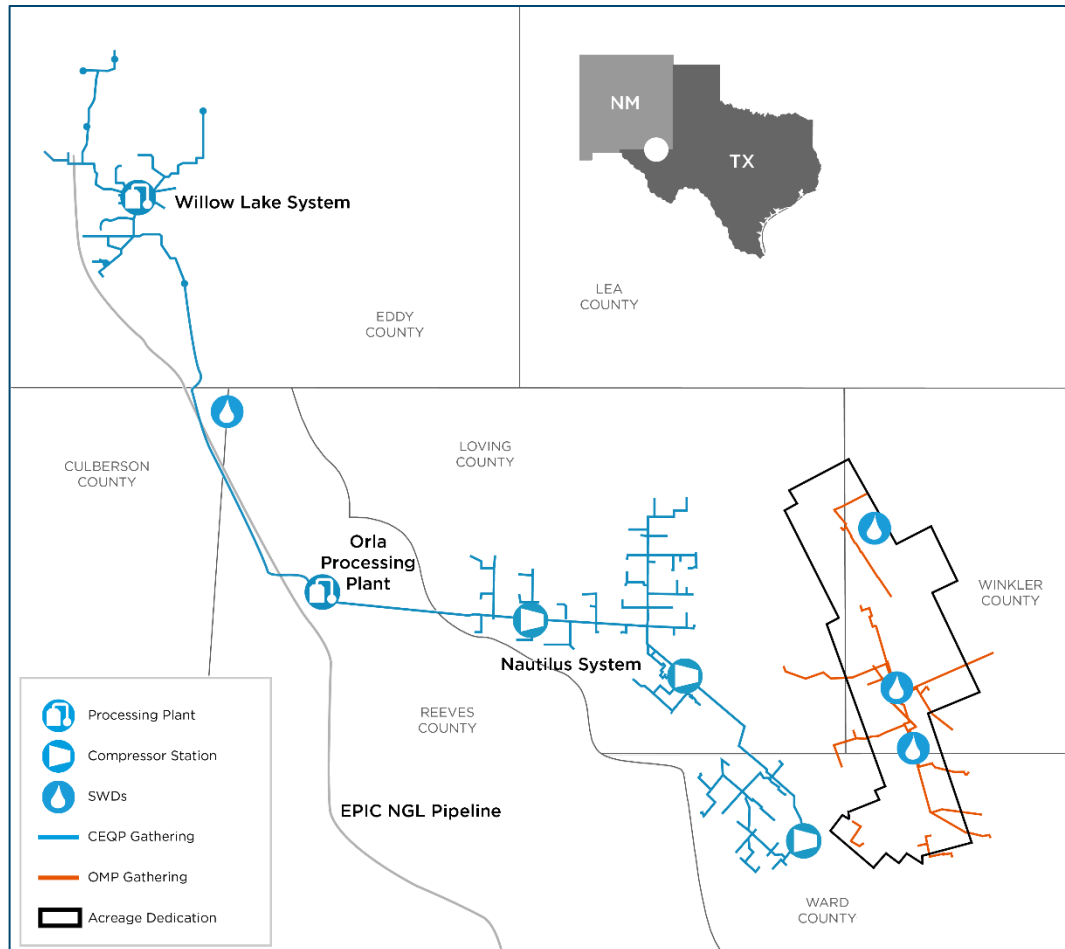 NM
TX
Willow Lake System
LEA
COUNTY
EDDY
COUNTY
CULBERSON
COUNTY
LOVING
COUNTY
Orla
Processing
Plant
WINKLER
COUNTY
Nautilus System
REEVES
COUNTY
EPIC NGL Pipeline
WARD
COUNTY
Processing Plant
Compressor Station
SWDs
CEQP Gathering
OMP Gathering
Acreage Dedication